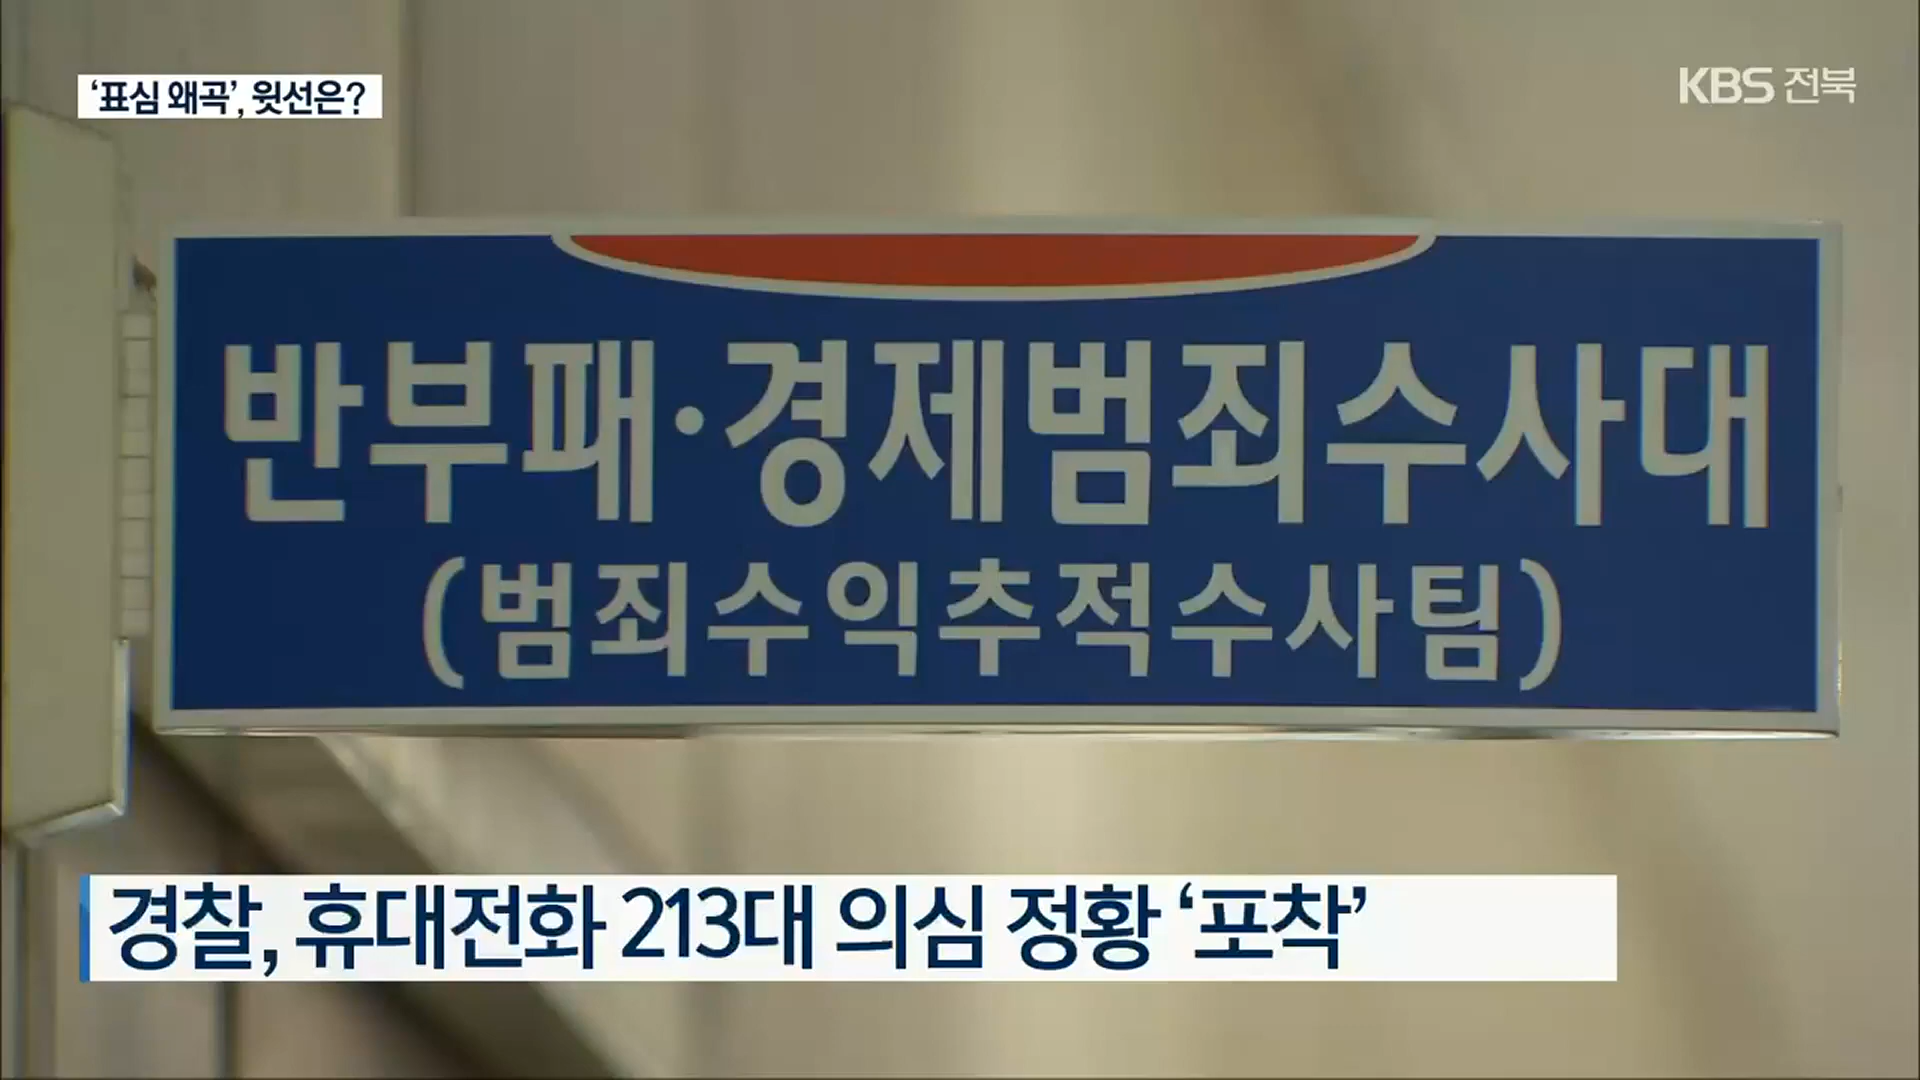 ‘표심 왜곡’, 윗선은?
KBS 전북
반부패·경제범죄수사대
(범죄수익추적수사팀)
경찰, 휴대전화 213대 의심 정황 ‘포착’